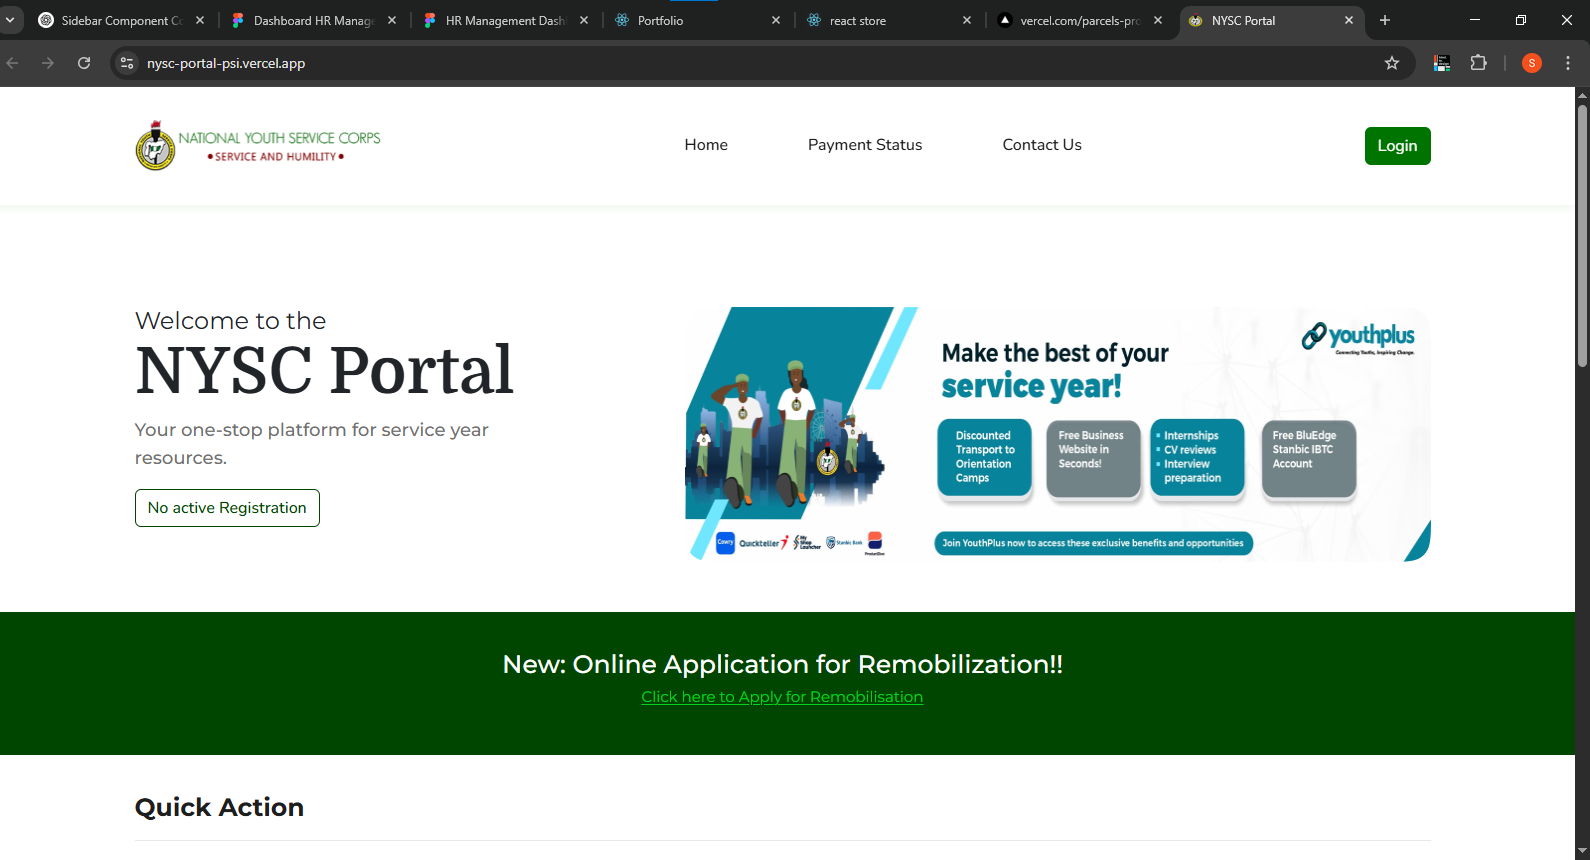 Sidebar Component Co
Dashboard HR Manage
HR Management Dash
Portfolio
react store
vercel.com/parcels-pro
NYSC Portal
nysc-portal-psi.vercel.app
S
NATIONAL YOUTH SERVICE CORPS
•SERVICE AND HUMILITY•
Home
Payment Status
Contact Us
Login
Welcome to the
NYSC Portal
Your one-stop platform for service year
resources.
No active Registration
youthplus
Connecting Youths, Inspiring Change.
Make the best of your
service year!
Discounted
Transport to
Orientation
Camps
Free Business
Website in
Seconds!
Internships
CV reviews
Interview
preparation
Free BluEdge
Stanbic IBTC
Account
Cowry
Quickteller
My
Shop
Launcher
Stanbic Bank
Join YouthPlus now to access these exclusive benefits and opportunities
New: Online Application for Remobilization!!
Click here to Apply for Remobilisation
Quick Action